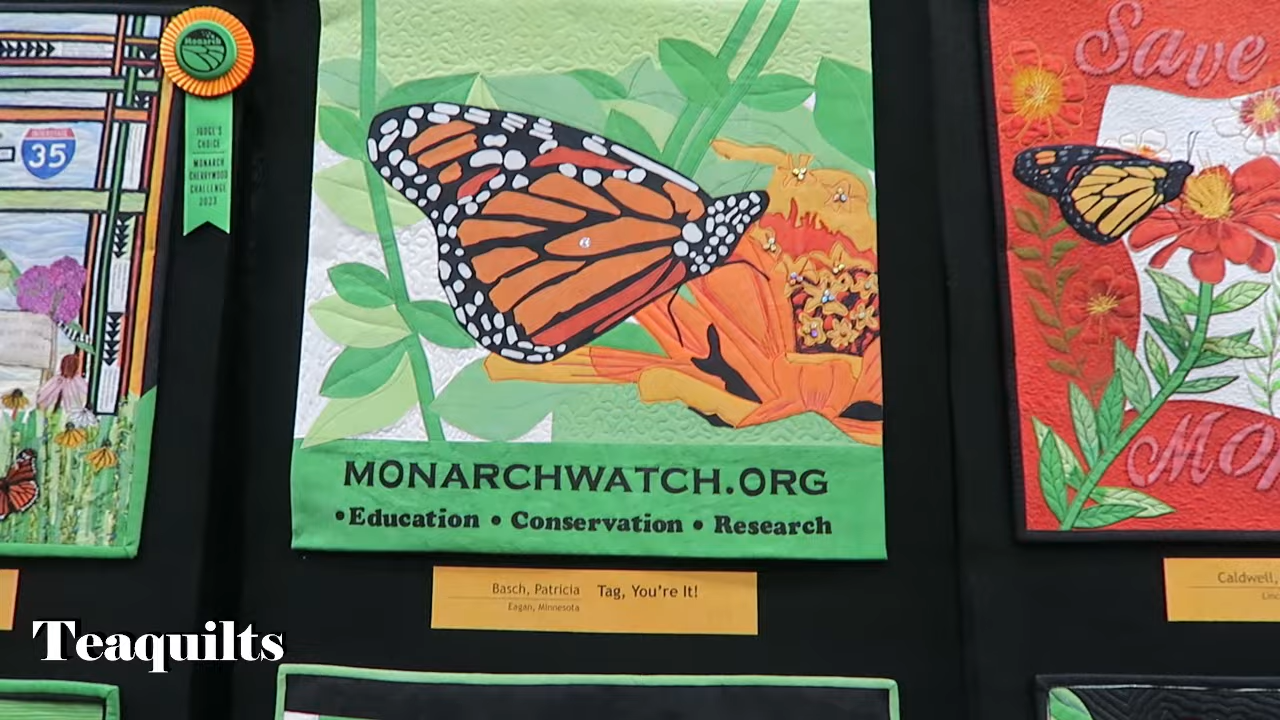 Monarch
JUDGE'S
CHOICE
MONARCH
CHERRYWOOD
CHALLENGE
2023
INTERSTATE
35
MONARCHWATCH.ORG
•Education • Conservation • Research
Basch, Patricia Tag, You're It!
Eagan, Minnesota
Save
Mo
Caldwell,
Teaquilts